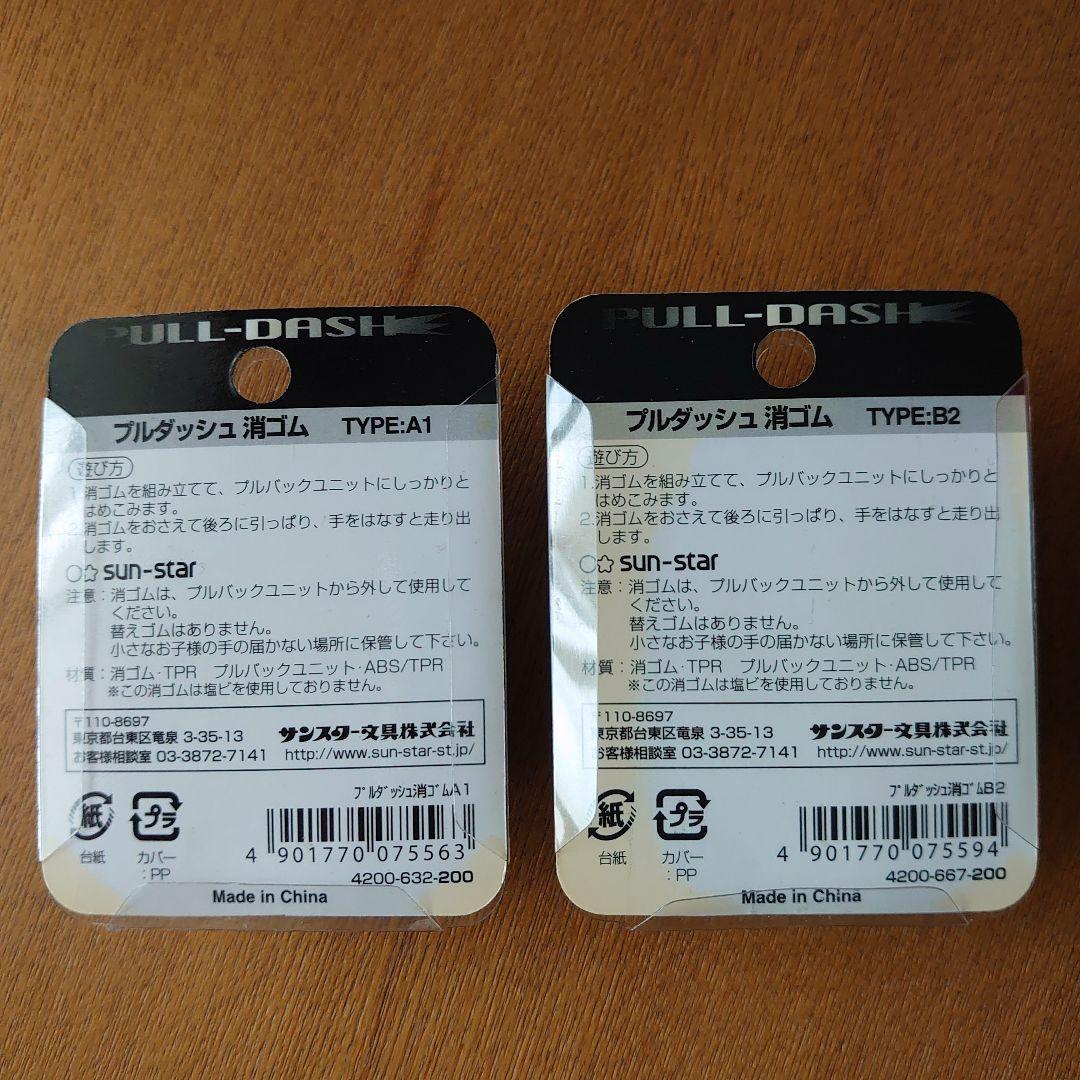 PULL-DASH
プルダッシュ 消ゴム TYPE:A1
遊び方
1.消ゴムを組み立てて、プルバックユニットにしっかりと
はめこみます。
2.消ゴムをおさえて後ろに引っぱり、手をはなすと走り出
します。
sun-star
注意：消ゴムは、プルバックユニットから外して使用して
ください。
替えゴムはありません。
小さなお子様の手の届かない場所に保管して下さい。
材質：消ゴム・TPR プルバックユニット・ABS/TPR
※この消ゴムは塩ビを使用しておりません。
〒110-8697
東京都台東区竜泉 3-35-13
お客様相談室 03-3872-7141
サンスター文具株式会社
http://www.sun-star-st.jp/
紙
台紙
プラ
カバー
:PP
プルダッシュ消ゴムA1
4 901770 075563
4200-632-200
Made in China
PULL-DASH
プルダッシュ 消ゴム TYPE:B2
遊び方
1.消ゴムを組み立てて、プルバックユニットにしっかりと
はめこみます。
2.消ゴムをおさえて後ろに引っぱり、手をはなすと走り出
します。
sun-star
注意：消ゴムは、プルバックユニットから外して使用して
ください。
替えゴムはありません。
小さなお子様の手の届かない場所に保管して下さい。
材質：消ゴム・TPR プルバックユニット・ABS/TPR
※この消ゴムは塩ビを使用しておりません。
〒110-8697
東京都台東区竜泉 3-35-13
お客様相談室 03-3872-7141
サンスター文具株式会社
http://www.sun-star-st.jp/
紙
台紙
プラ
カバー
:PP
プルダッシュ消ゴムB2
4 901770 075594
4200-667-200
Made in China